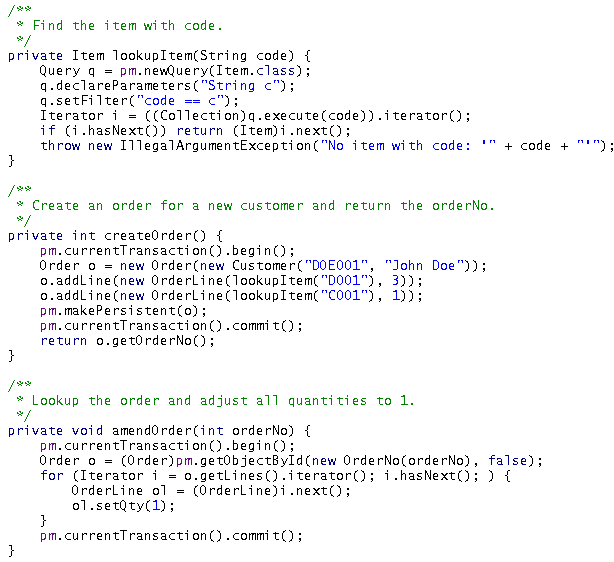 /**
 * Find the item with code.
 */
private Item lookupItem(String code) {
    Query q = pm.newQuery(Item.class);
    q.declareParameters("String c");
    q.setFilter("code == c");
    Iterator i = ((Collection)q.execute(code)).iterator();
    if (i.hasNext()) return (Item)i.next();
    throw new IllegalArgumentException("No item with code: '" + code + "'");
}

/**
 * Create an order for a new customer and return the orderNo.
 */
private int createOrder() {
    pm.currentTransaction().begin();
    Order o = new Order(new Customer("DOE001", "John Doe"));
    o.addLine(new OrderLine(lookupItem("D001"), 3));
    o.addLine(new OrderLine(lookupItem("C001"), 1));
    pm.makePersistent(o);
    pm.currentTransaction().commit();
    return o.getOrderNo();
}

/**
 * Lookup the order and adjust all quantities to 1.
 */
private void amendOrder(int orderNo) {
    pm.currentTransaction().begin();
    Order o = (Order)pm.getObjectById(new OrderNo(orderNo), false);
    for (Iterator i = o.getLines().iterator(); i.hasNext(); ) {
        OrderLine ol = (OrderLine)i.next();
        ol.setQty(1);
    }
    pm.currentTransaction().commit();
}